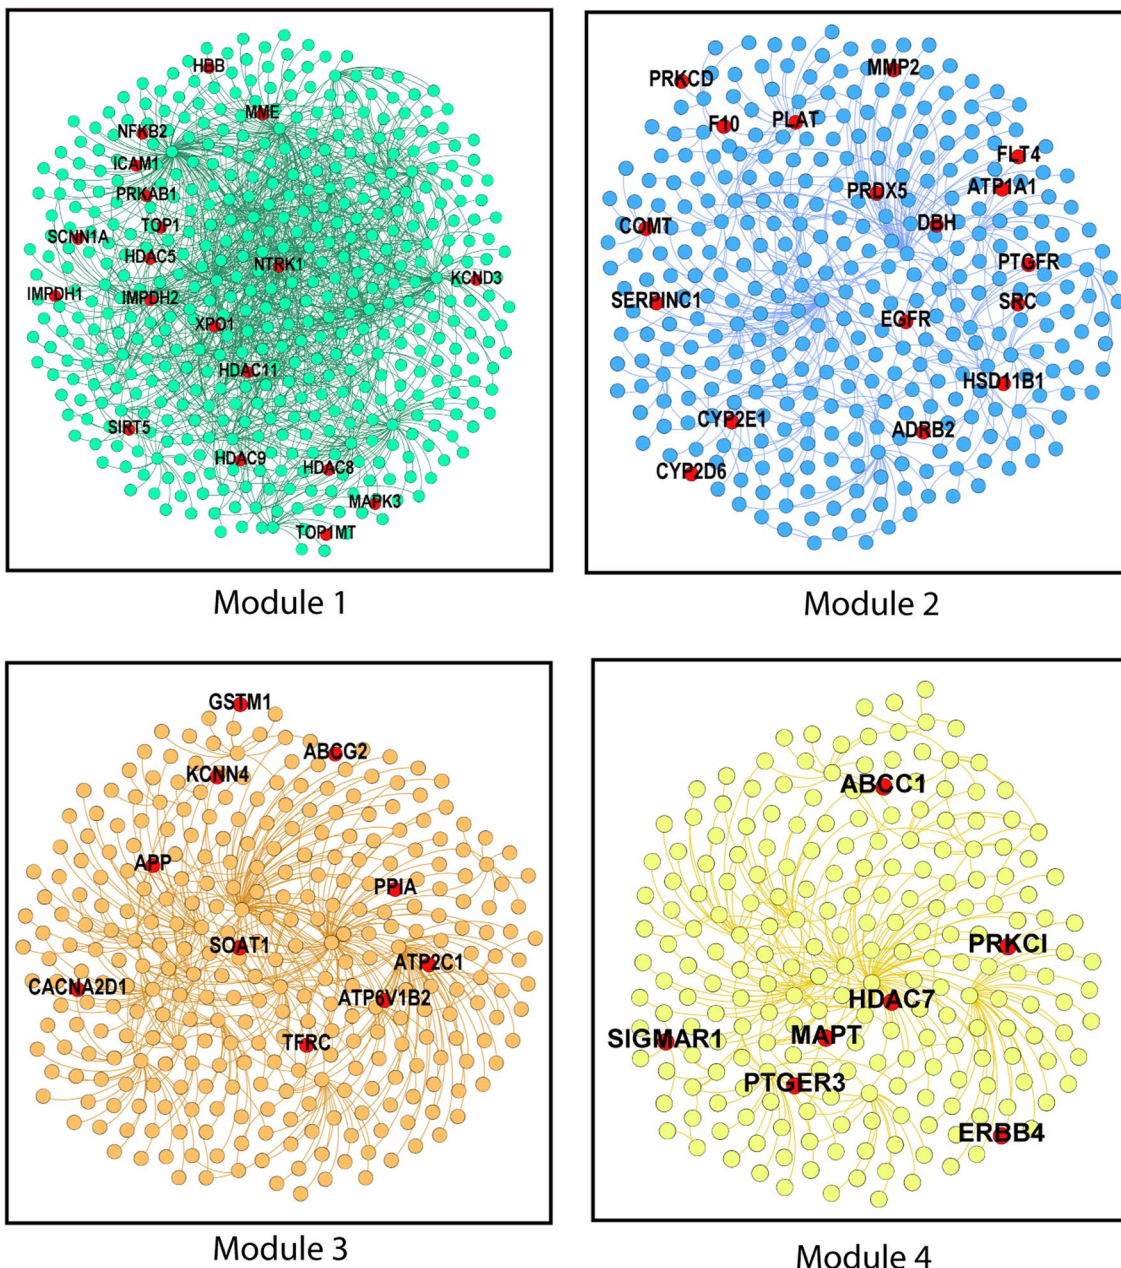 HBB
MME
NFKB2
ICAM1
PRKAB1
TOP1
SCNN1A
HDAC5
NTRK1
KCND3
IMPDH1
IMPDH2
XPO1
HDAC11
SIRT5
HDAC9
HDAC8
MAPK3
TOP1MT
Module 1
PRKCD
MMP2
F10
PLAT
FLT4
PRDX5
ATP1A1
COMT
DBH
PTGFR
SERPINC1
SRC
EGFR
HSD11B1
CYP2E1
ADRB2
CYP2D6
Module 2
GSTM1
ABCG2
KCNN4
APP
PPIA
SOAT1
ATP2C1
CACNA2D1
ATP6V1B2
TFRC
Module 3
ABCC1
PRKCI
HDAC7
SIGMAR1
MAPT
PTGER3
ERBB4
Module 4